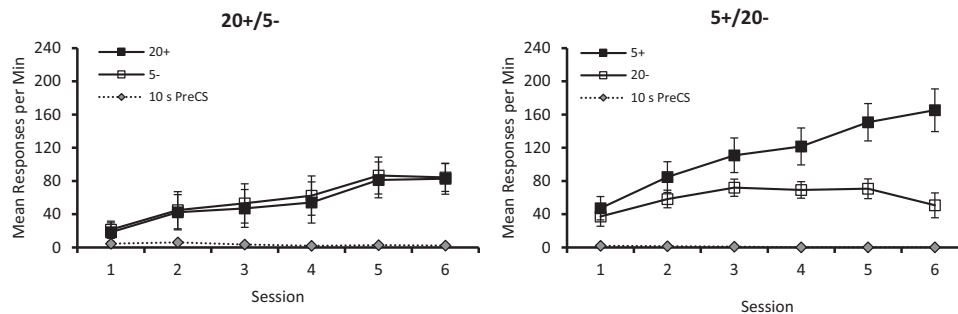 20+/5-
Mean Responses per Min
240
200
160
120
80
40
0
20+
5-
10 s PreCS
1 2 3 4 5 6
Session
5+/20-
Mean Responses per Min
240
200
160
120
80
40
0
5+
20-
10 s PreCS
1 2 3 4 5 6
Session